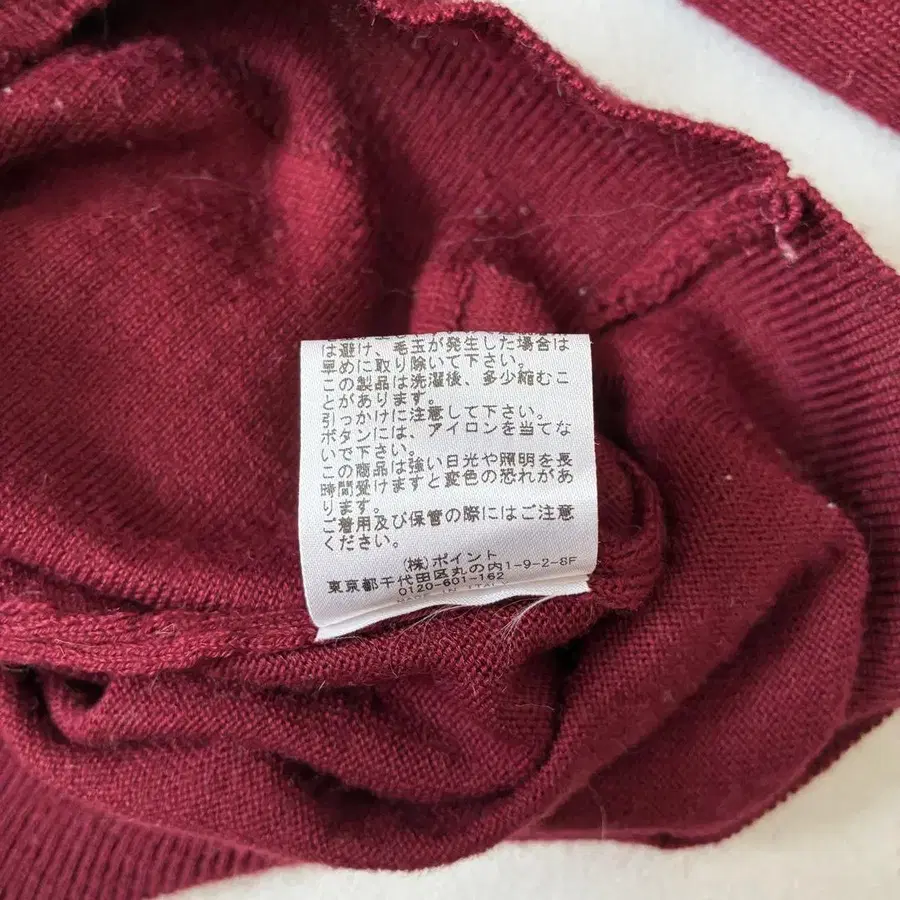 は避け、毛玉が発生した場合は
早めに取り除いて下さい。
この製品は洗濯後、多少縮むこ
とがあります。
引っかけに注意して下さい。
ボタンには、アイロンを当てな
いで下さい。
この商品は強い日光や照明を長
時間受けますと変色の恐れがあ
ります。
ご着用及び保管の際にはご注意
ください。
(株)ポイント
東京都千代田区丸の内1-9-2-8F
0120-601-162